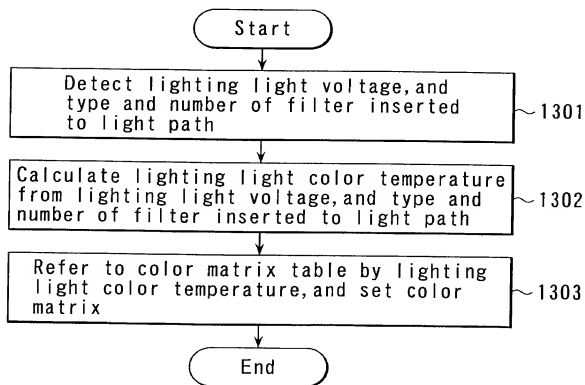 Start
Detect lighting light voltage,and
type and number of filter inserted
to light path
1301
Calculate lighting light color temperature
from lighting light voltage,and type and
number of filter inserted to light path
1302
Refer to color matrix table by lighting
light color temperature,and set color
matrix
1303
End